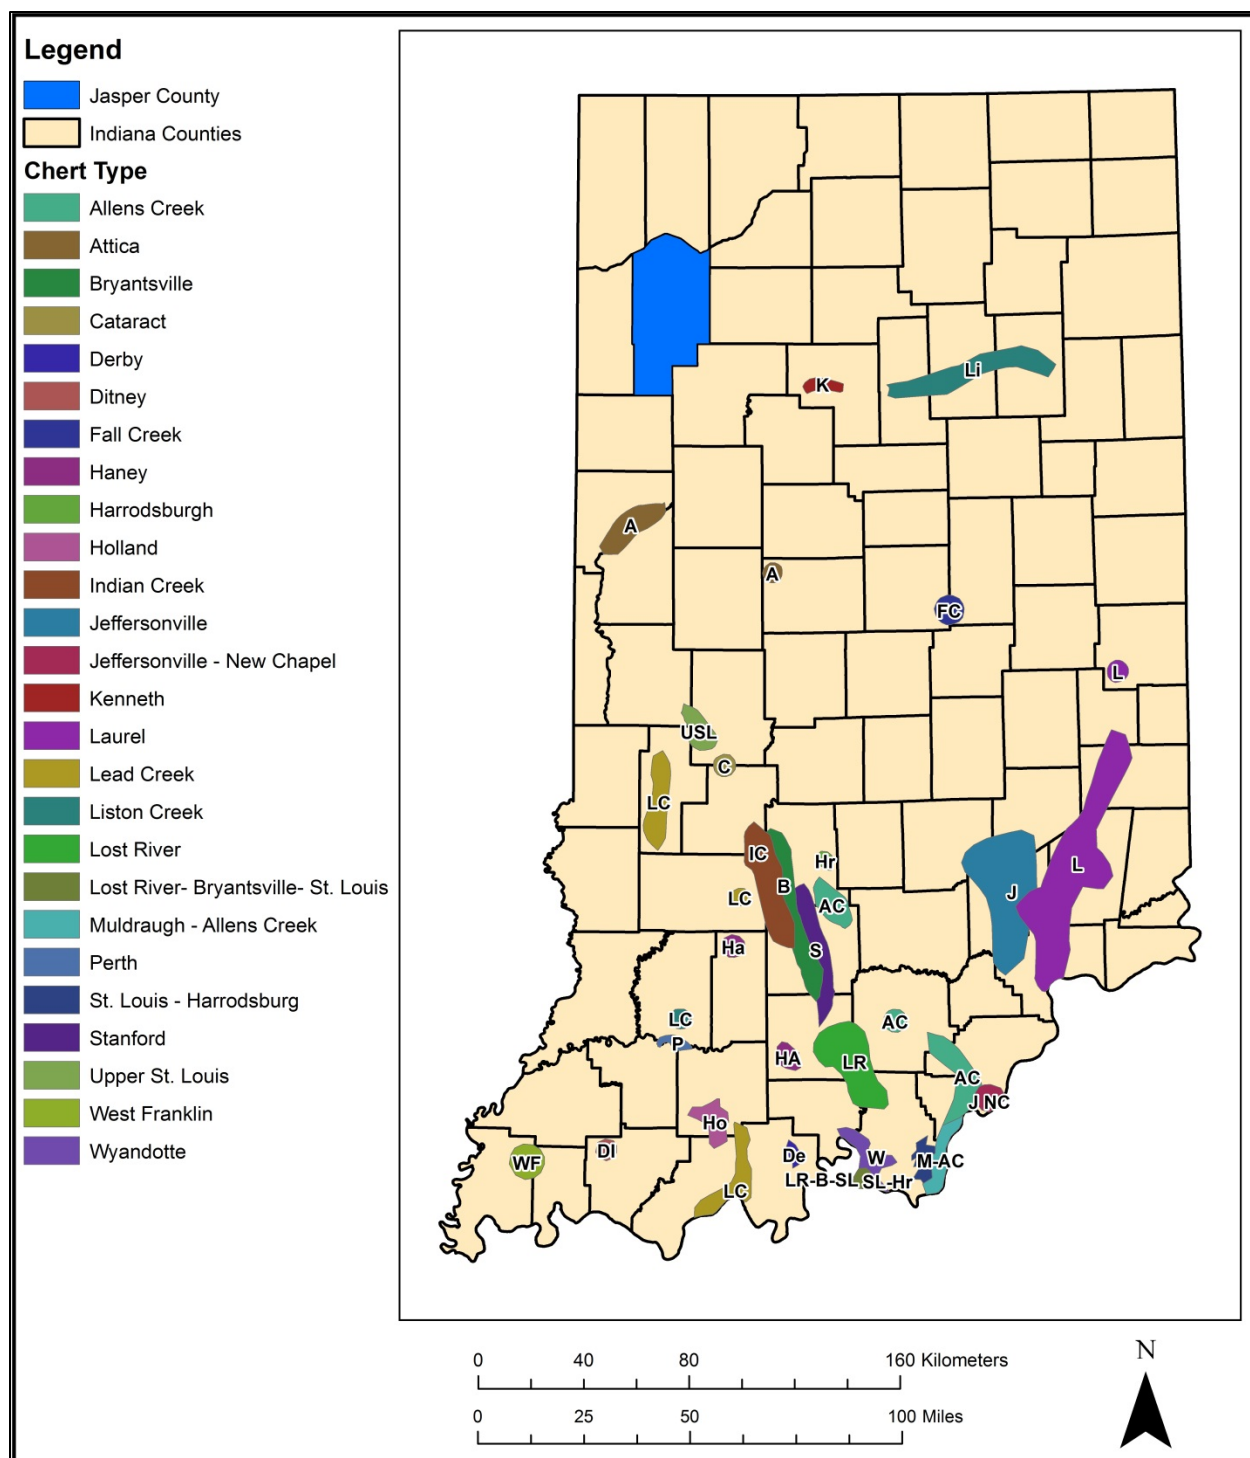 Legend
Jasper County
Indiana Counties
Chert Type
Allens Creek
Attica
Bryantsville
Cataract
Derby
Ditney
Fall Creek
Haney
Harrodsburgh
Holland
Indian Creek
Jeffersonville
Jeffersonville - New Chapel
Kenneth
Laurel
Lead Creek
Liston Creek
Lost River
Lost River- Bryantsville- St. Louis
Muldraugh - Allens Creek
Perth
St. Louis - Harrodsburg
Stanford
Upper St. Louis
West Franklin
Wyandotte
Li
K
A
A
FC
L
USL
C
LC
IC
Hr
B
L
J
LC
AC
Ha
S
LC
AC
P
HA
LR
AC
J NC
Ho
DI
De
W
M-AC
WF
LR-B-SL
SL-Hr
LC
0 40 80 160 Kilometers
0 25 50 100 Miles
N